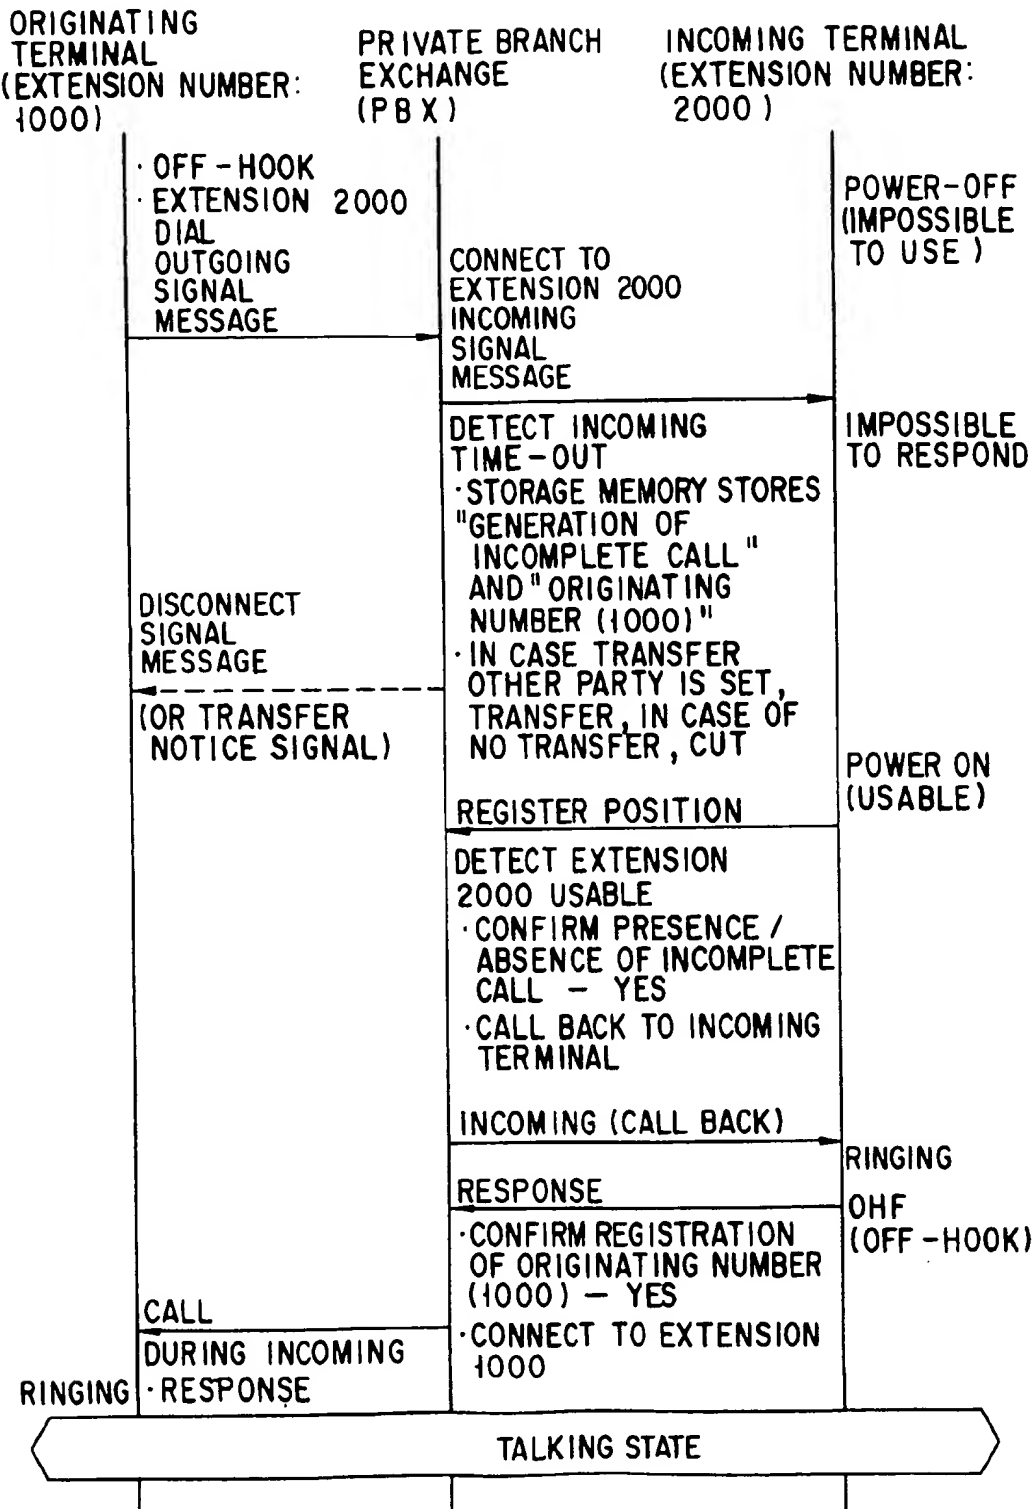 ORIGINATING
TERMINAL
(EXTENSION NUMBER:
1000)
PRIVATE BRANCH
EXCHANGE
(PBX)
INCOMING TERMINAL
(EXTENSION NUMBER:
2000)
· OFF-HOOK
· EXTENSION 2000
DIAL
OUTGOING
SIGNAL
MESSAGE
POWER-OFF
(IMPOSSIBLE
TO USE)
CONNECT TO
EXTENSION 2000
INCOMING
SIGNAL
MESSAGE
DETECT INCOMING
TIME-OUT
· STORAGE MEMORY STORES
"GENERATION OF
INCOMPLETE CALL"
AND "ORIGINATING
NUMBER (1000)"
· IN CASE TRANSFER
OTHER PARTY IS SET,
TRANSFER, IN CASE OF
NO TRANSFER, CUT
IMPOSSIBLE
TO RESPOND
DISCONNECT
SIGNAL
MESSAGE
(OR TRANSFER
NOTICE SIGNAL)
POWER ON
(USABLE)
REGISTER POSITION
DETECT EXTENSION
2000 USABLE
· CONFIRM PRESENCE /
ABSENCE OF INCOMPLETE
CALL - YES
· CALL BACK TO INCOMING
TERMINAL
INCOMING (CALL BACK)
RINGING
RESPONSE
OHF
(OFF-HOOK)
· CONFIRM REGISTRATION
OF ORIGINATING NUMBER
(1000) - YES
· CONNECT TO EXTENSION
1000
CALL
DURING INCOMING
· RESPONSE
RINGING
TALKING STATE